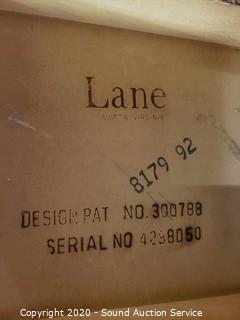 Lane
ALTAVISTA, VIRGINIA
8179 92
DESIGN PAT NO. 300788
SERIAL NO 4298050
Copyright 2020 - Sound Auction Service